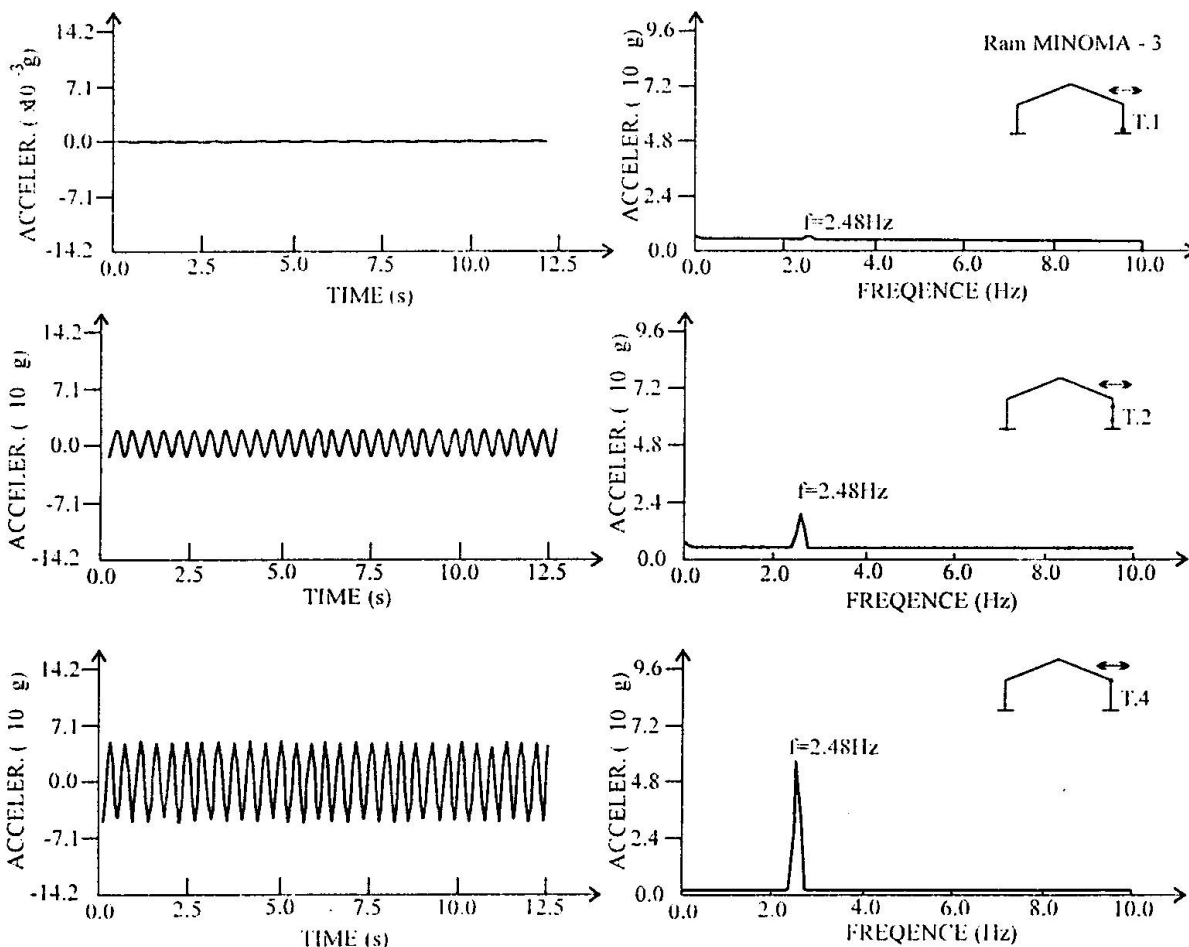 14.2
7.1
0.0
-7.1
-14.2
ACCELER. ( x10 -3g)
0.0 2.5 5.0 7.5 10.0 12.5
TIME (s)
9.6
7.2
4.8
2.4
0.0
ACCELER. ( 10 g)
Ram MINOMA - 3
T.1
f=2.48Hz
0.0 2.0 4.0 6.0 8.0 10.0
FREQENCE (Hz)
14.2
7.1
0.0
-7.1
-14.2
ACCELER. ( 10 g)
0.0 2.5 5.0 7.5 10.0 12.5
TIME (s)
9.6
7.2
4.8
2.4
0.0
ACCELER. ( 10 g)
T.2
f=2.48Hz
0.0 2.0 4.0 6.0 8.0 10.0
FREQENCE (Hz)
14.2
7.1
0.0
-7.1
-14.2
ACCELER. ( 10 g)
0.0 2.5 5.0 7.5 10.0 12.5
TIME (s)
9.6
7.2
4.8
2.4
0.0
ACCELER. ( 10 g)
T.4
f=2.48Hz
0.0 2.0 4.0 6.0 8.0 10.0
FREQENCE (Hz)